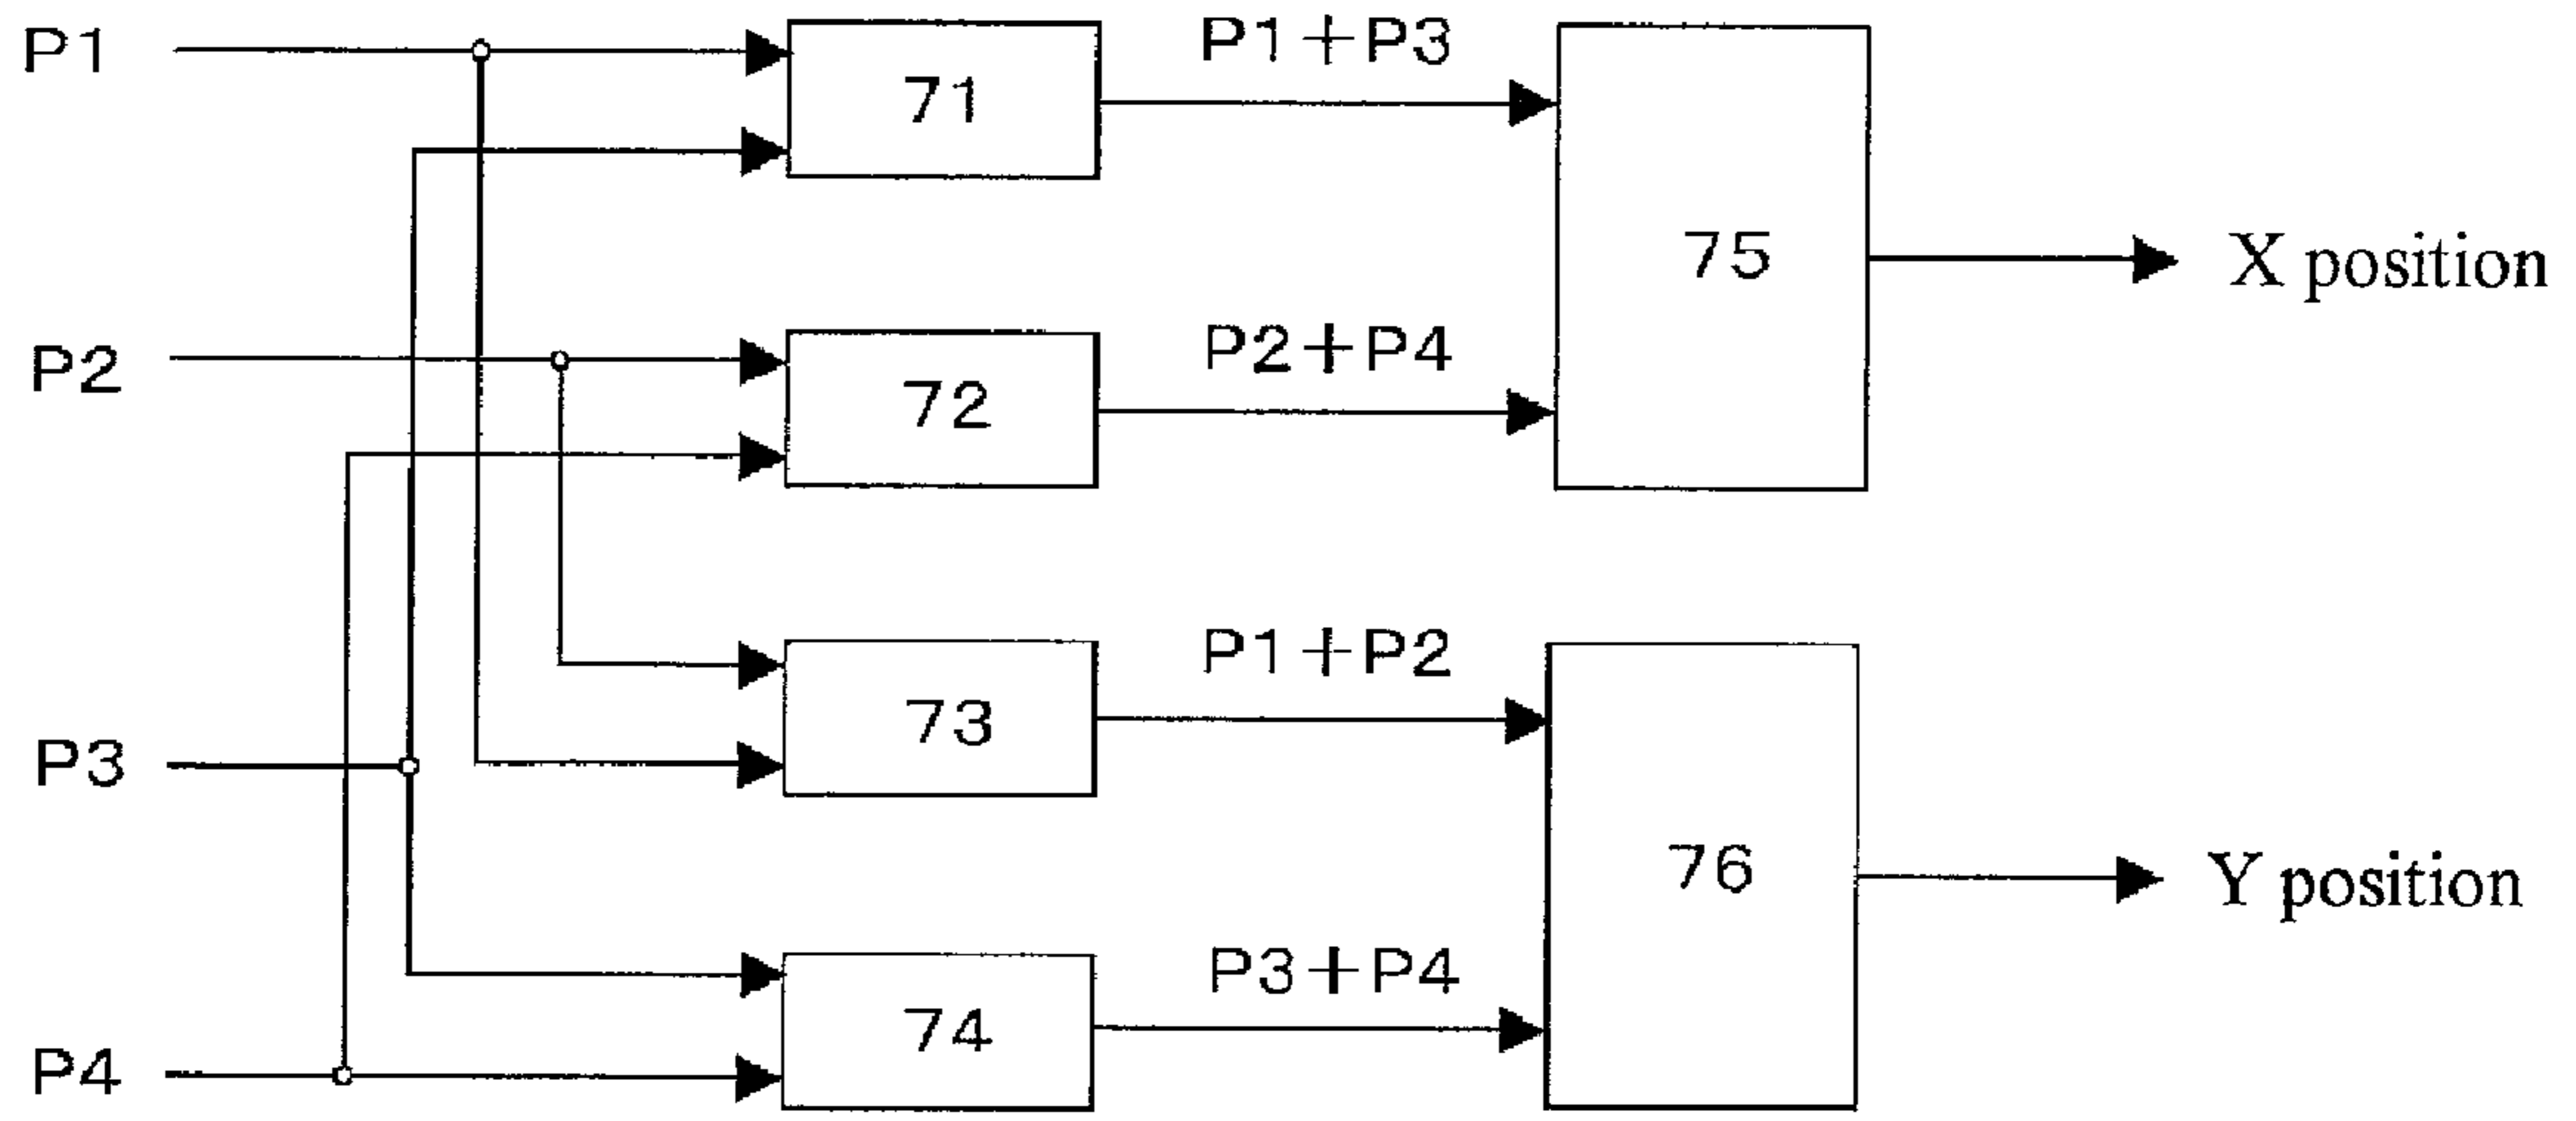 P1
71
P1+P3
75
X position
P2
72
P2+P4
P3
73
P1+P2
76
Y position
P4
74
P3+P4